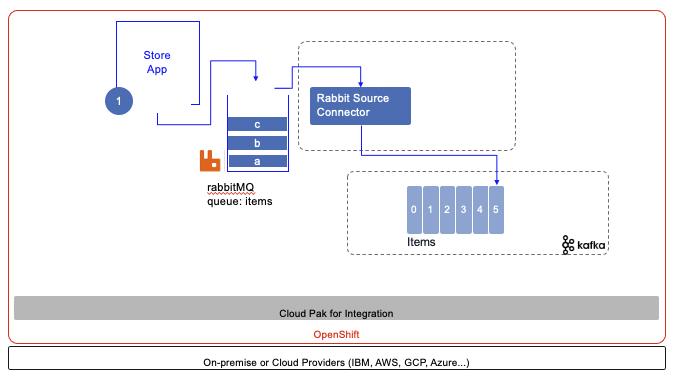 Store
App
1
c
b
a
rabbitMQ
queue: items
Rabbit Source
Connector
0 1 2 3 4 5
Items
kafka
Cloud Pak for Integration
OpenShift
On-premise or Cloud Providers (IBM, AWS, GCP, Azure...)